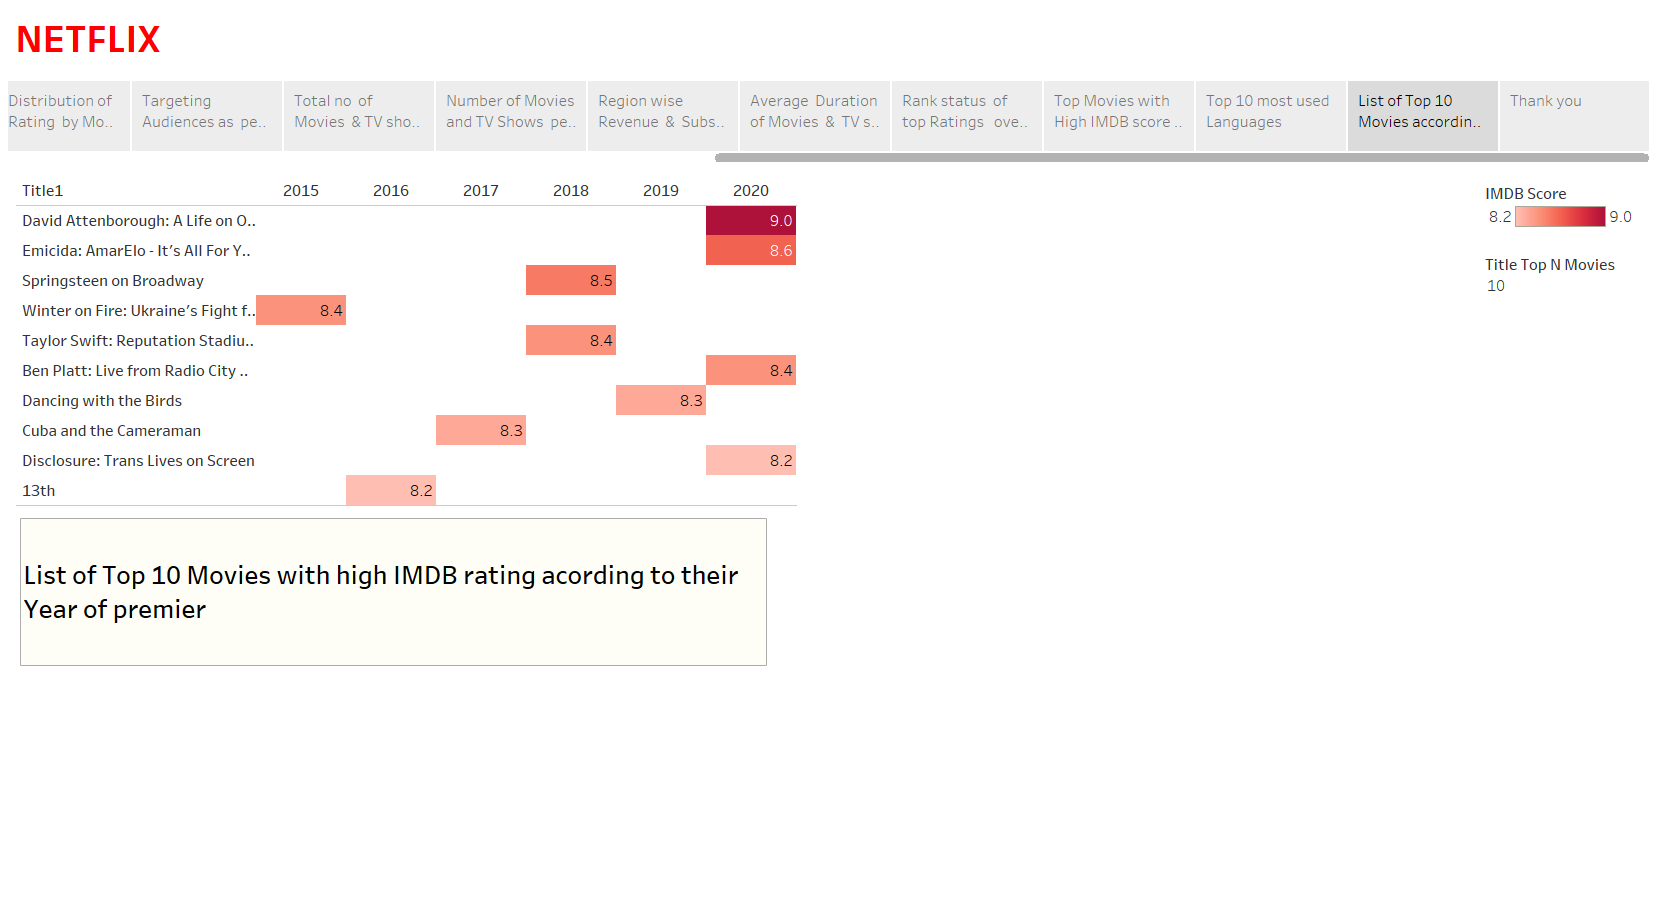 NETFLIX
Distribution of
Rating by Mo..
Targeting
Audiences as pe..
Total no of
Movies & TV sho..
Number of Movies
and TV Shows pe..
Region wise
Revenue & Subs..
Average Duration
of Movies & TV s..
Rank status of
top Ratings ove..
Top Movies with
High IMDB score ..
Top 10 most used
Languages
List of Top 10
Movies accordin..
Thank you
Title1 2015 2016 2017 2018 2019 2020
David Attenborough: A Life on O.. 9.0
Emicida: AmarElo - It’s All For Y.. 8.6
Springsteen on Broadway 8.5
Winter on Fire: Ukraine’s Fight f.. 8.4
Taylor Swift: Reputation Stadiu.. 8.4
Ben Platt: Live from Radio City .. 8.4
Dancing with the Birds 8.3
Cuba and the Cameraman 8.3
Disclosure: Trans Lives on Screen 8.2
13th 8.2
IMDB Score
8.2 9.0
Title Top N Movies
10
List of Top 10 Movies with high IMDB rating acording to their
Year of premier